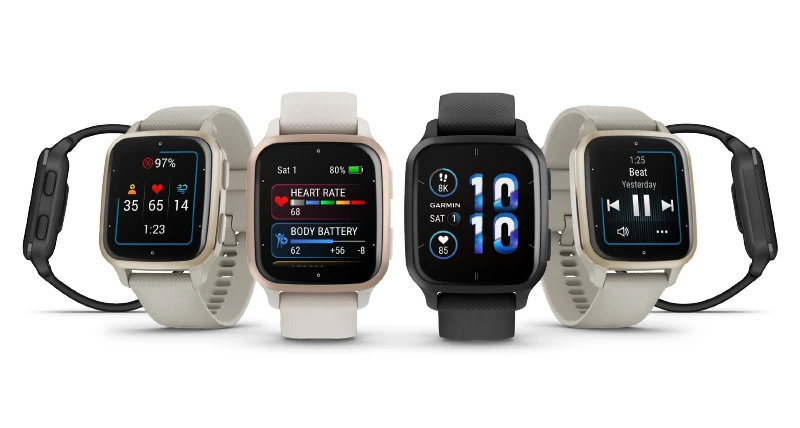 97%
35 65 14
1:23
Sat 1 80%
HEART RATE
68
BODY BATTERY
62 +56 -8
8K
GARMIN
SAT 1
85
10
10
1:25
Beat
Yesterday